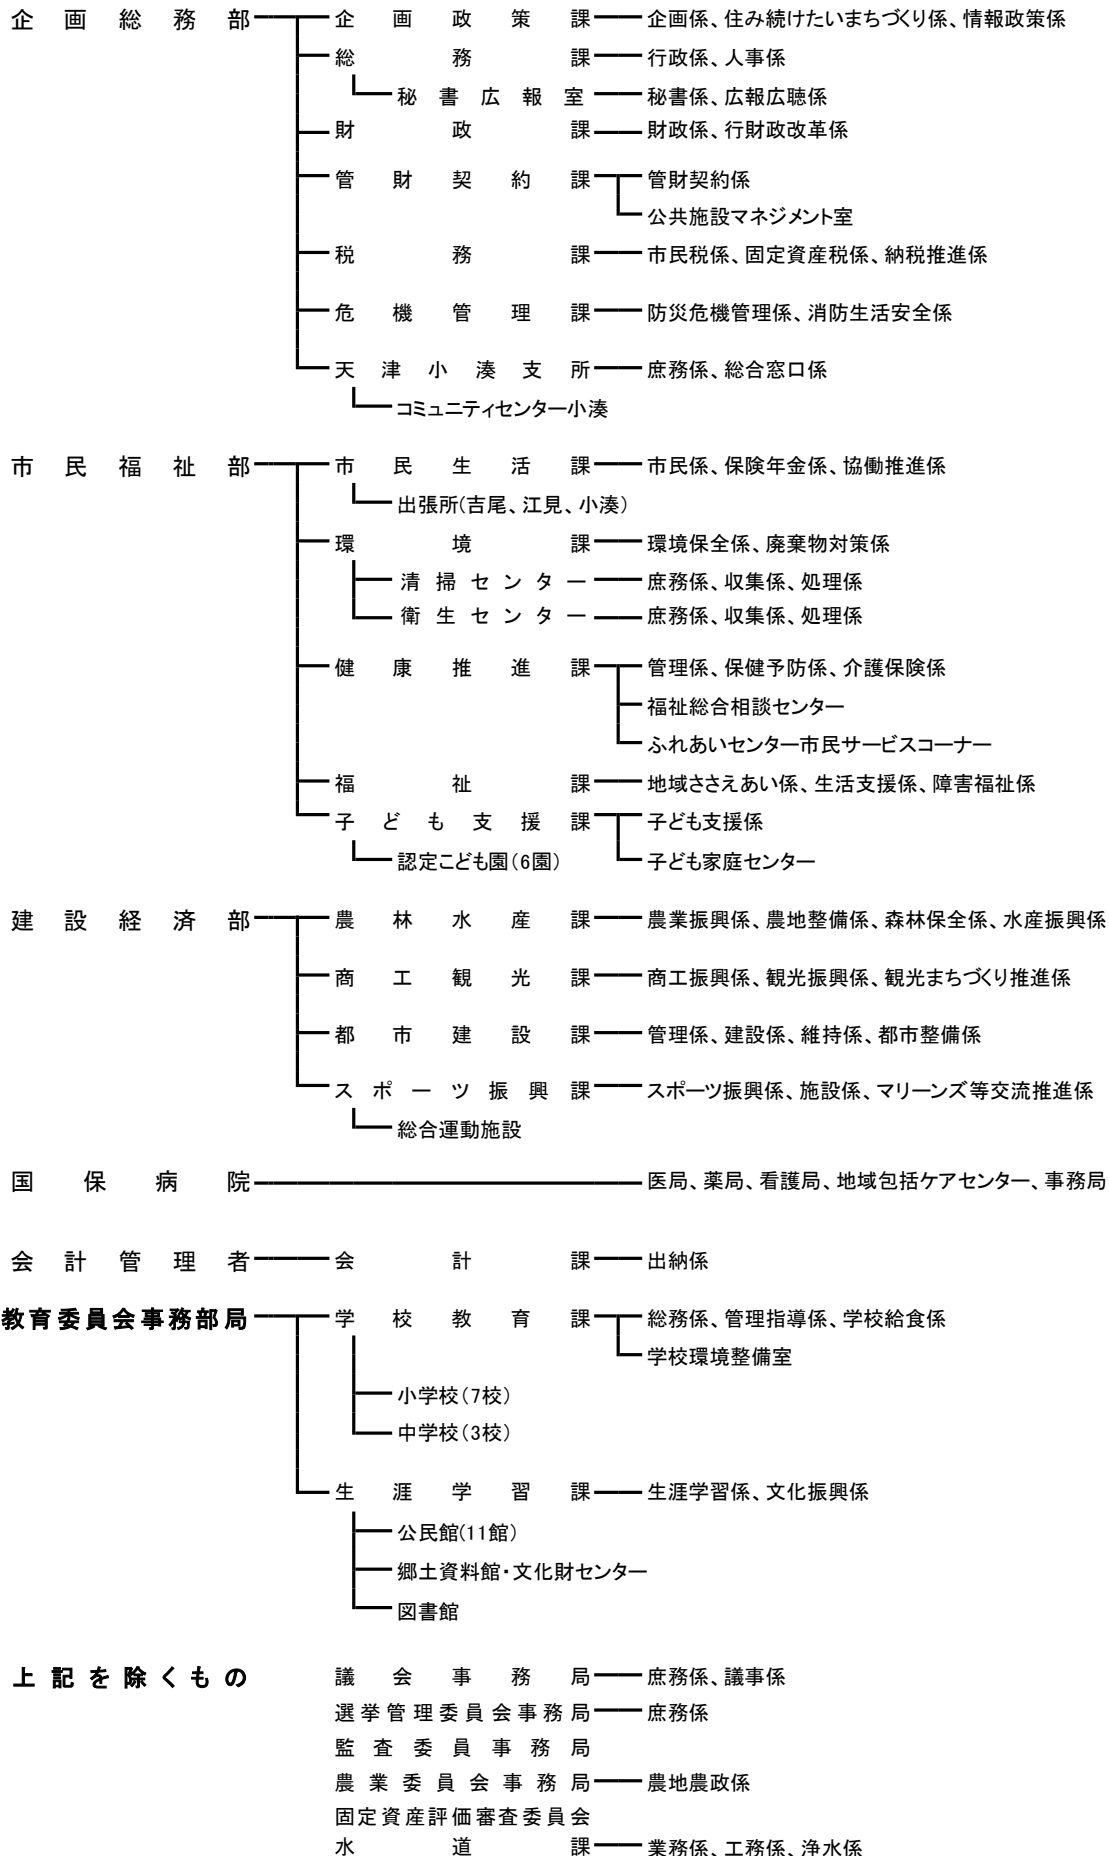 企画総務部 企画政策課 企画係、住み続けたいまちづくり係、情報政策係
総務課 行政係、人事係
秘書広報室 秘書係、広報広聴係
財政課 財政係、行財政改革係
管財契約課 管財契約係
公共施設マネジメント室
税務課 市民税係、固定資産税係、納税推進係
危機管理課 防災危機管理係、消防生活安全係
天津小湊支所 庶務係、総合窓口係
コミュニティセンター小湊
市民福祉部 市民生活課 市民係、保険年金係、協働推進係
出張所(吉尾、江見、小湊)
環境課 環境保全係、廃棄物対策係
清掃センター 庶務係、収集係、処理係
衛生センター 庶務係、収集係、処理係
健康推進課 管理係、保健予防係、介護保険係
福祉総合相談センター
ふれあいセンター市民サービスコーナー
福祉課 地域ささえあい係、生活支援係、障害福祉係
子ども支援課 子ども支援係
認定こども園(6園) 子ども家庭センター
建設経済部 農林水産課 農業振興係、農地整備係、森林保全係、水産振興係
商工観光課 商工振興係、観光振興係、観光まちづくり推進係
都市建設課 管理係、建設係、維持係、都市整備係
スポーツ振興課 スポーツ振興係、施設係、マリーンズ等交流推進係
総合運動施設
国保病院 医局、薬局、看護局、地域包括ケアセンター、事務局
会計管理者 会計課 出納係
教育委員会事務部局 学校教育課 総務係、管理指導係、学校給食係
学校環境整備室
小学校(7校)
中学校(3校)
生涯学習課 生涯学習係、文化振興係
公民館(11館)
郷土資料館・文化財センター
図書館
上記を除くもの 議会事務局 庶務係、議事係
選挙管理委員会事務局 庶務係
監査委員事務局
農業委員会事務局 農地農政係
固定資産評価審査委員会
水道課 業務係、工務係、浄水係